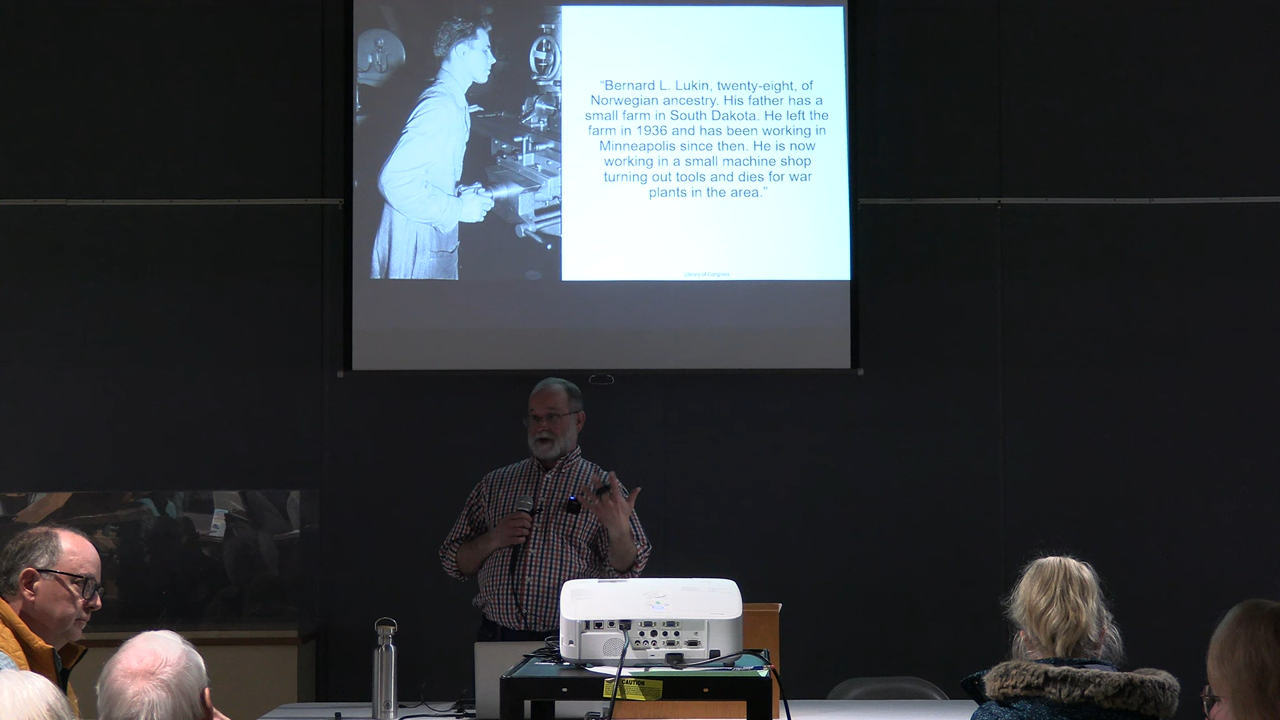 "Bernard L. Lukin, twenty-eight, of
Norwegian ancestry. His father has a
small farm in South Dakota. He left the
farm in 1936 and has been working in
Minneapolis since then. He is now
working in a small machine shop
turning out tools and dies for war
plants in the area."
Library of Congress
CAUTION